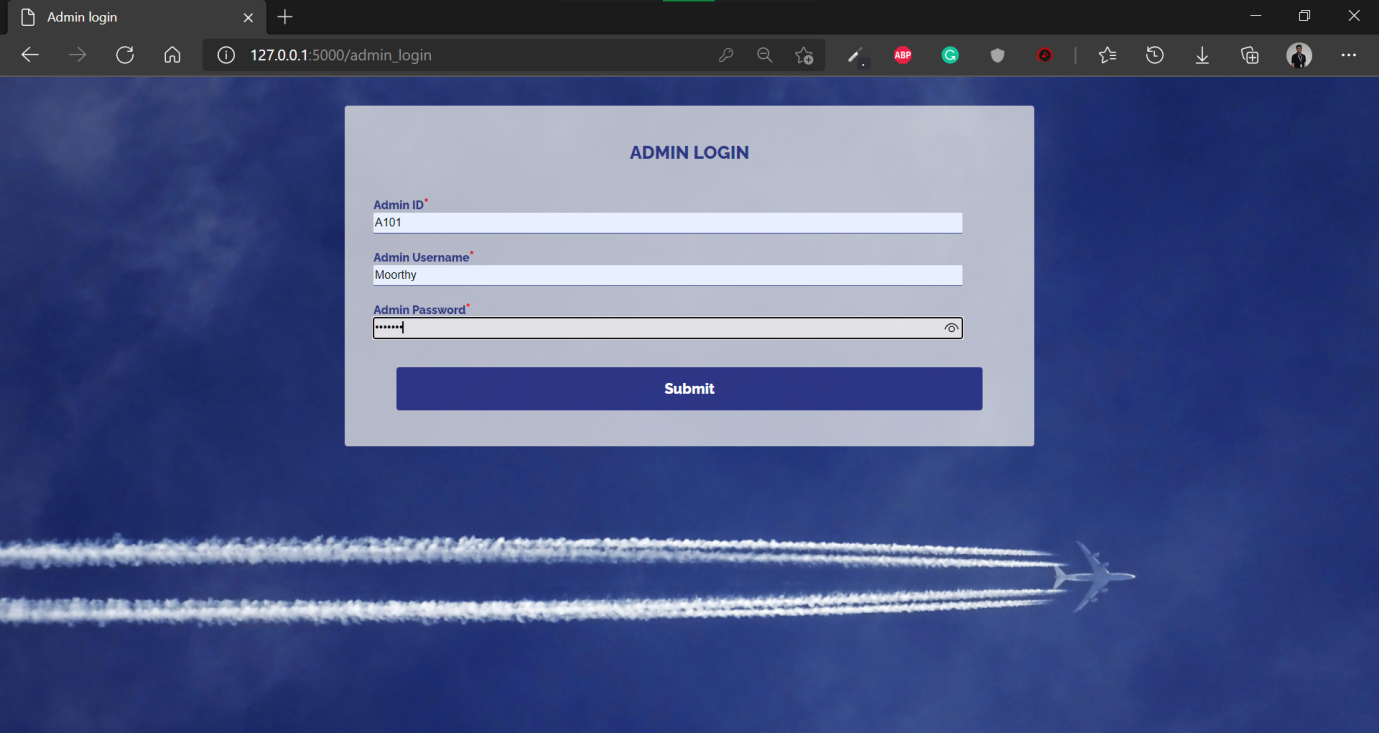 Admin login
127.0.0.1:5000/admin_login
ABP
G
ADMIN LOGIN
Admin ID*
A101
Admin Username*
Moorthy
Admin Password*
•••••••
Submit